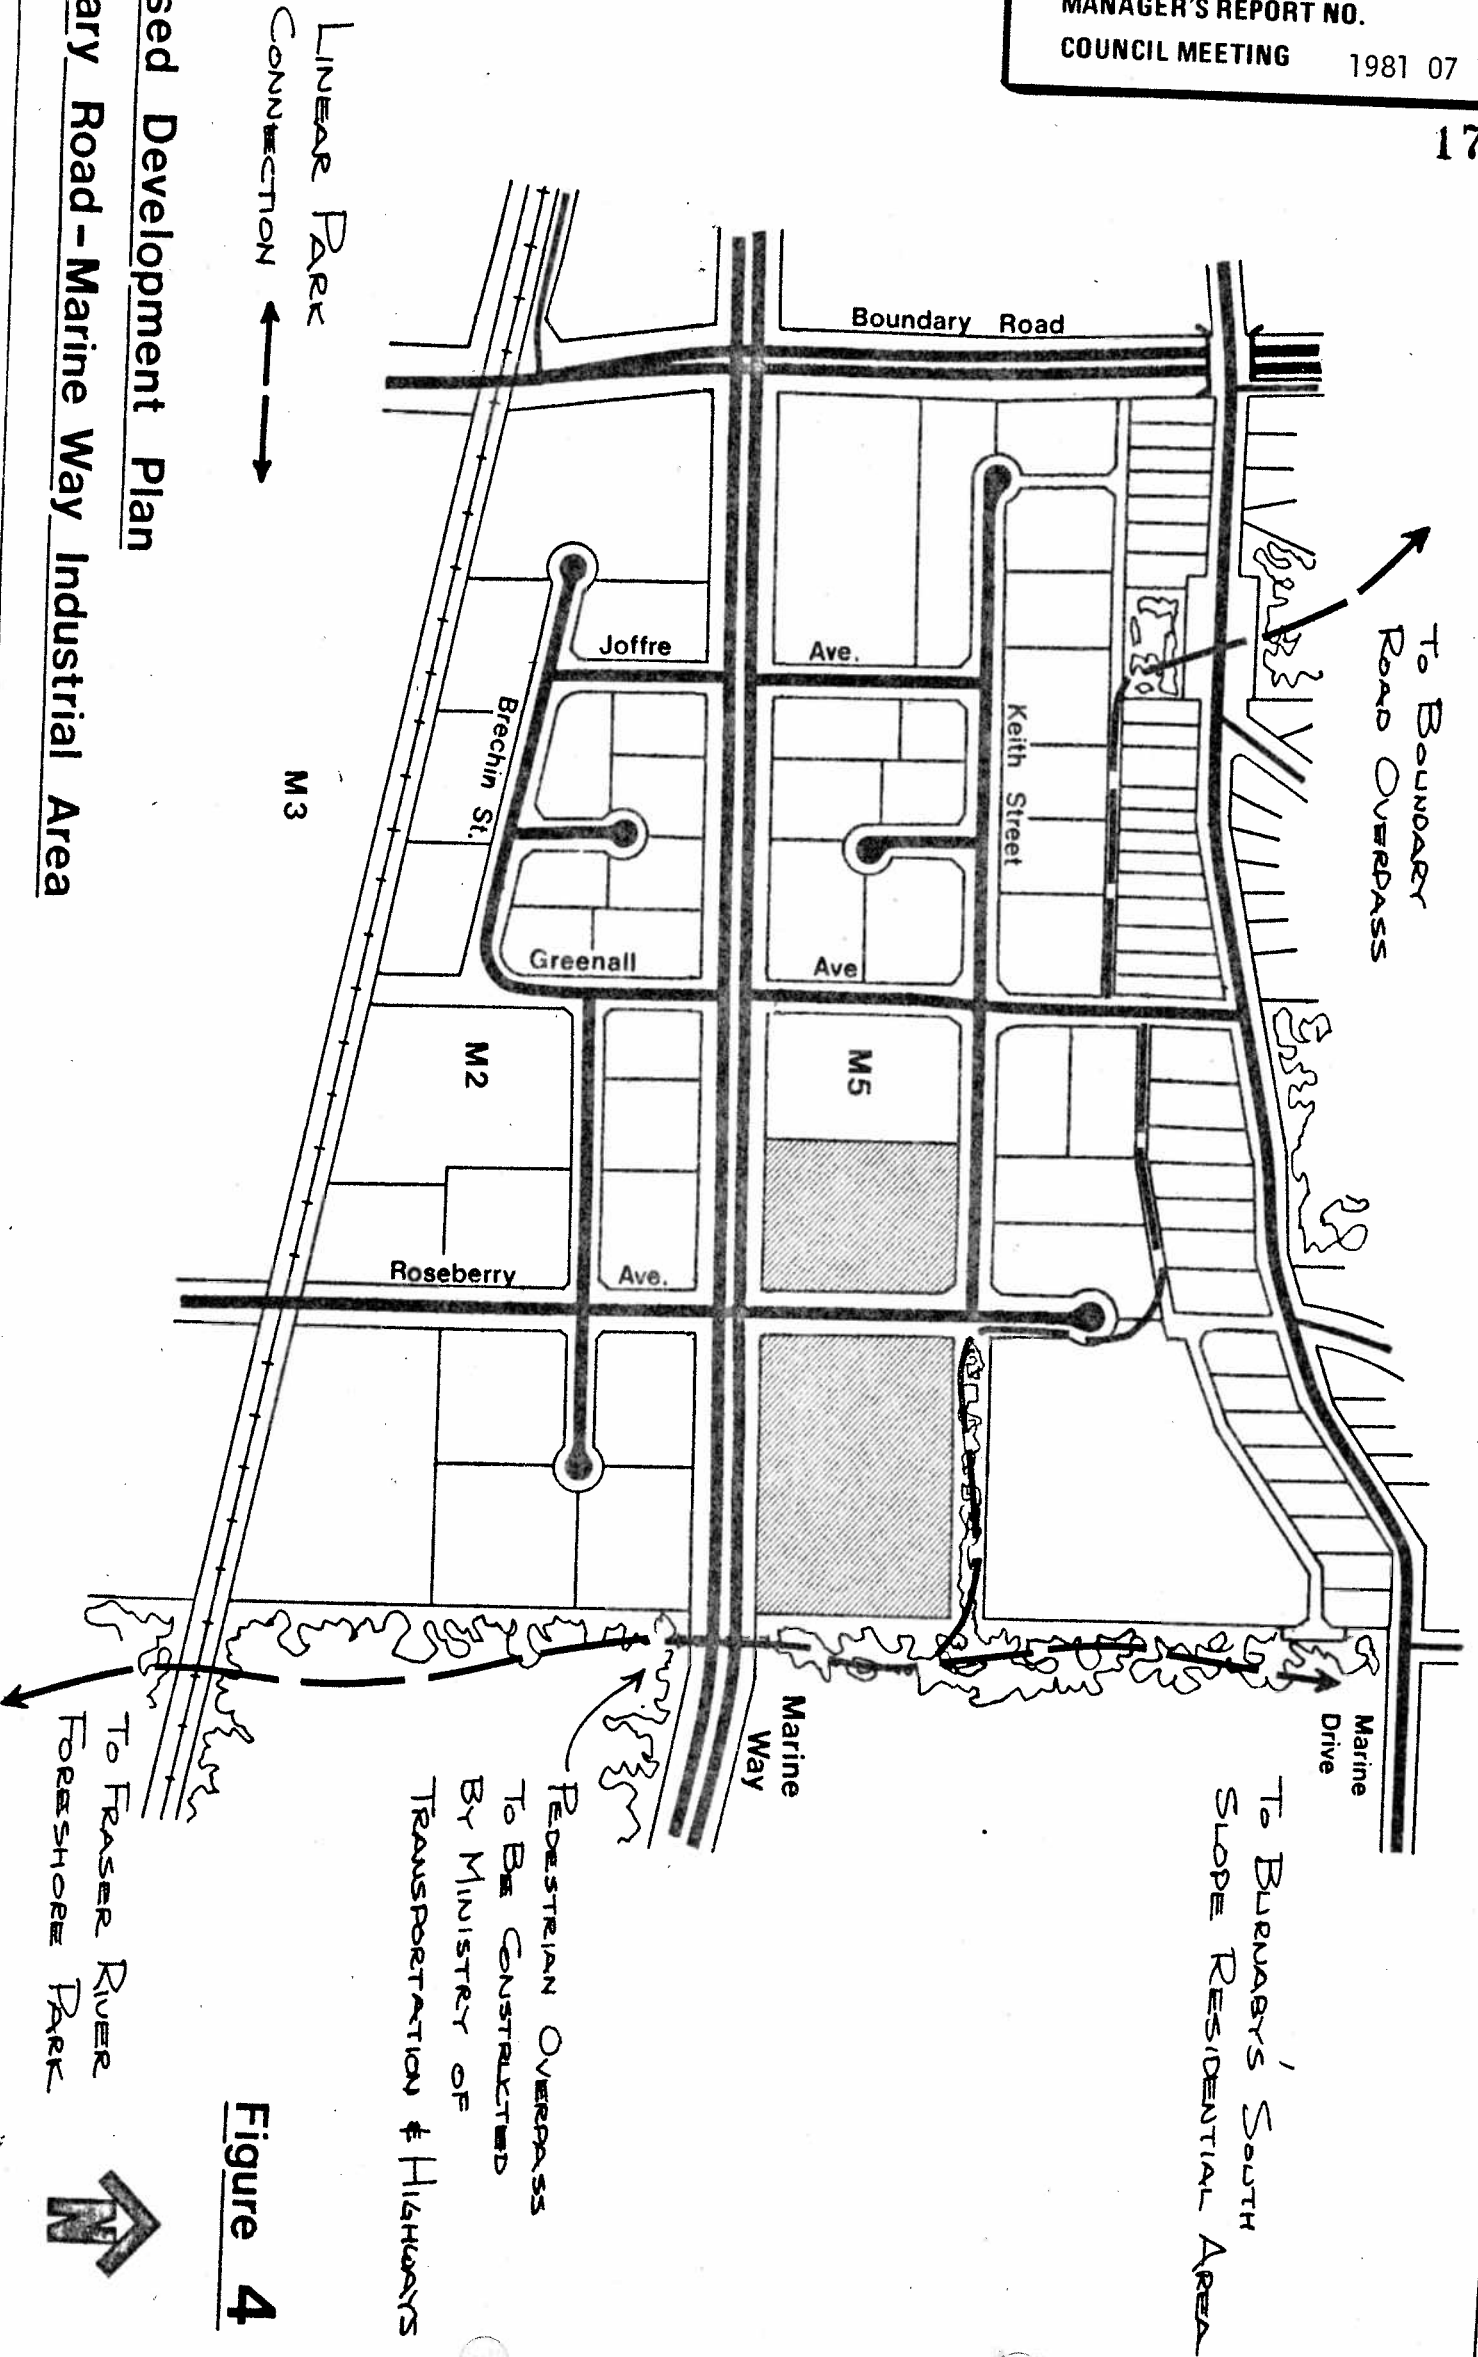 MANAGER'S REPORT NO.
COUNCIL MEETING 1981 07
17
TO BOUNDARY
ROAD OVERPASS
Boundary Road
Keith Street
Joffre Ave.
Brechin St.
Greenall Ave
M5
M2
M3
Roseberry Ave.
Marine
Drive
Marine
Way
TO BURNABY'S SOUTH
SLOPE RESIDENTIAL AREA
PEDESTRIAN OVERPASS
TO BE CONSTRUCTED
BY MINISTRY OF
TRANSPORTATION & HIGHWAYS
TO FRASER RIVER
FORESHORE PARK
LINEAR PARK
CONNECTION
sed Development Plan
ary Road-Marine Way Industrial Area
Figure 4
N